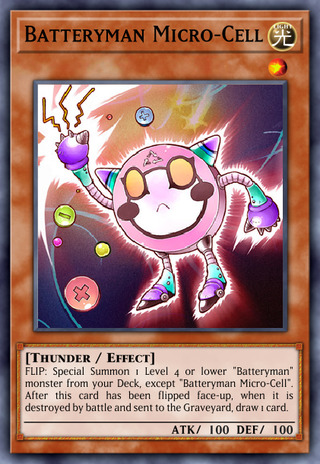 Batteryman Micro-Cell
LIGHT
光
[Thunder / Effect]
FLIP: Special Summon 1 Level 4 or lower "Batteryman"
monster from your Deck, except "Batteryman Micro-Cell".
After this card has been flipped face-up, when it is
destroyed by battle and sent to the Graveyard, draw 1 card.
ATK/ 100 DEF/ 100